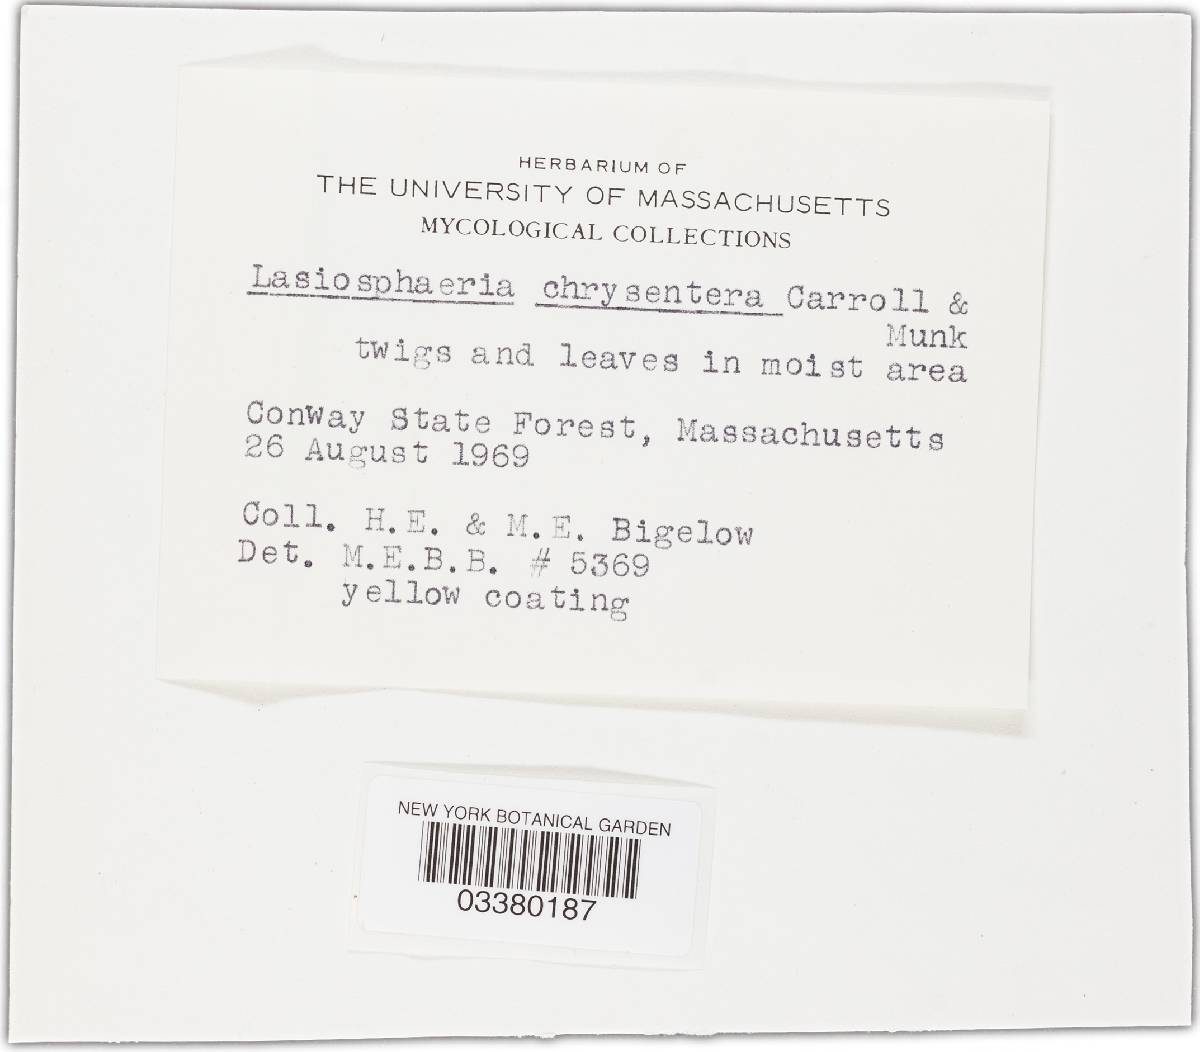 HERBARIUM OF
THE UNIVERSITY OF MASSACHUSETTS
MYCOLOGICAL COLLECTIONS
Lasiosphaeria chrysentera Carroll &
Munk
twigs and leaves in moist area
ConWay State Forest, Massachusetts
26 August 1969
Coll. H.E. & M.E. Bigelow
Det. M.E.B.B. # 5369
yellow coating
NEW YORK BOTANICAL GARDEN
03380187